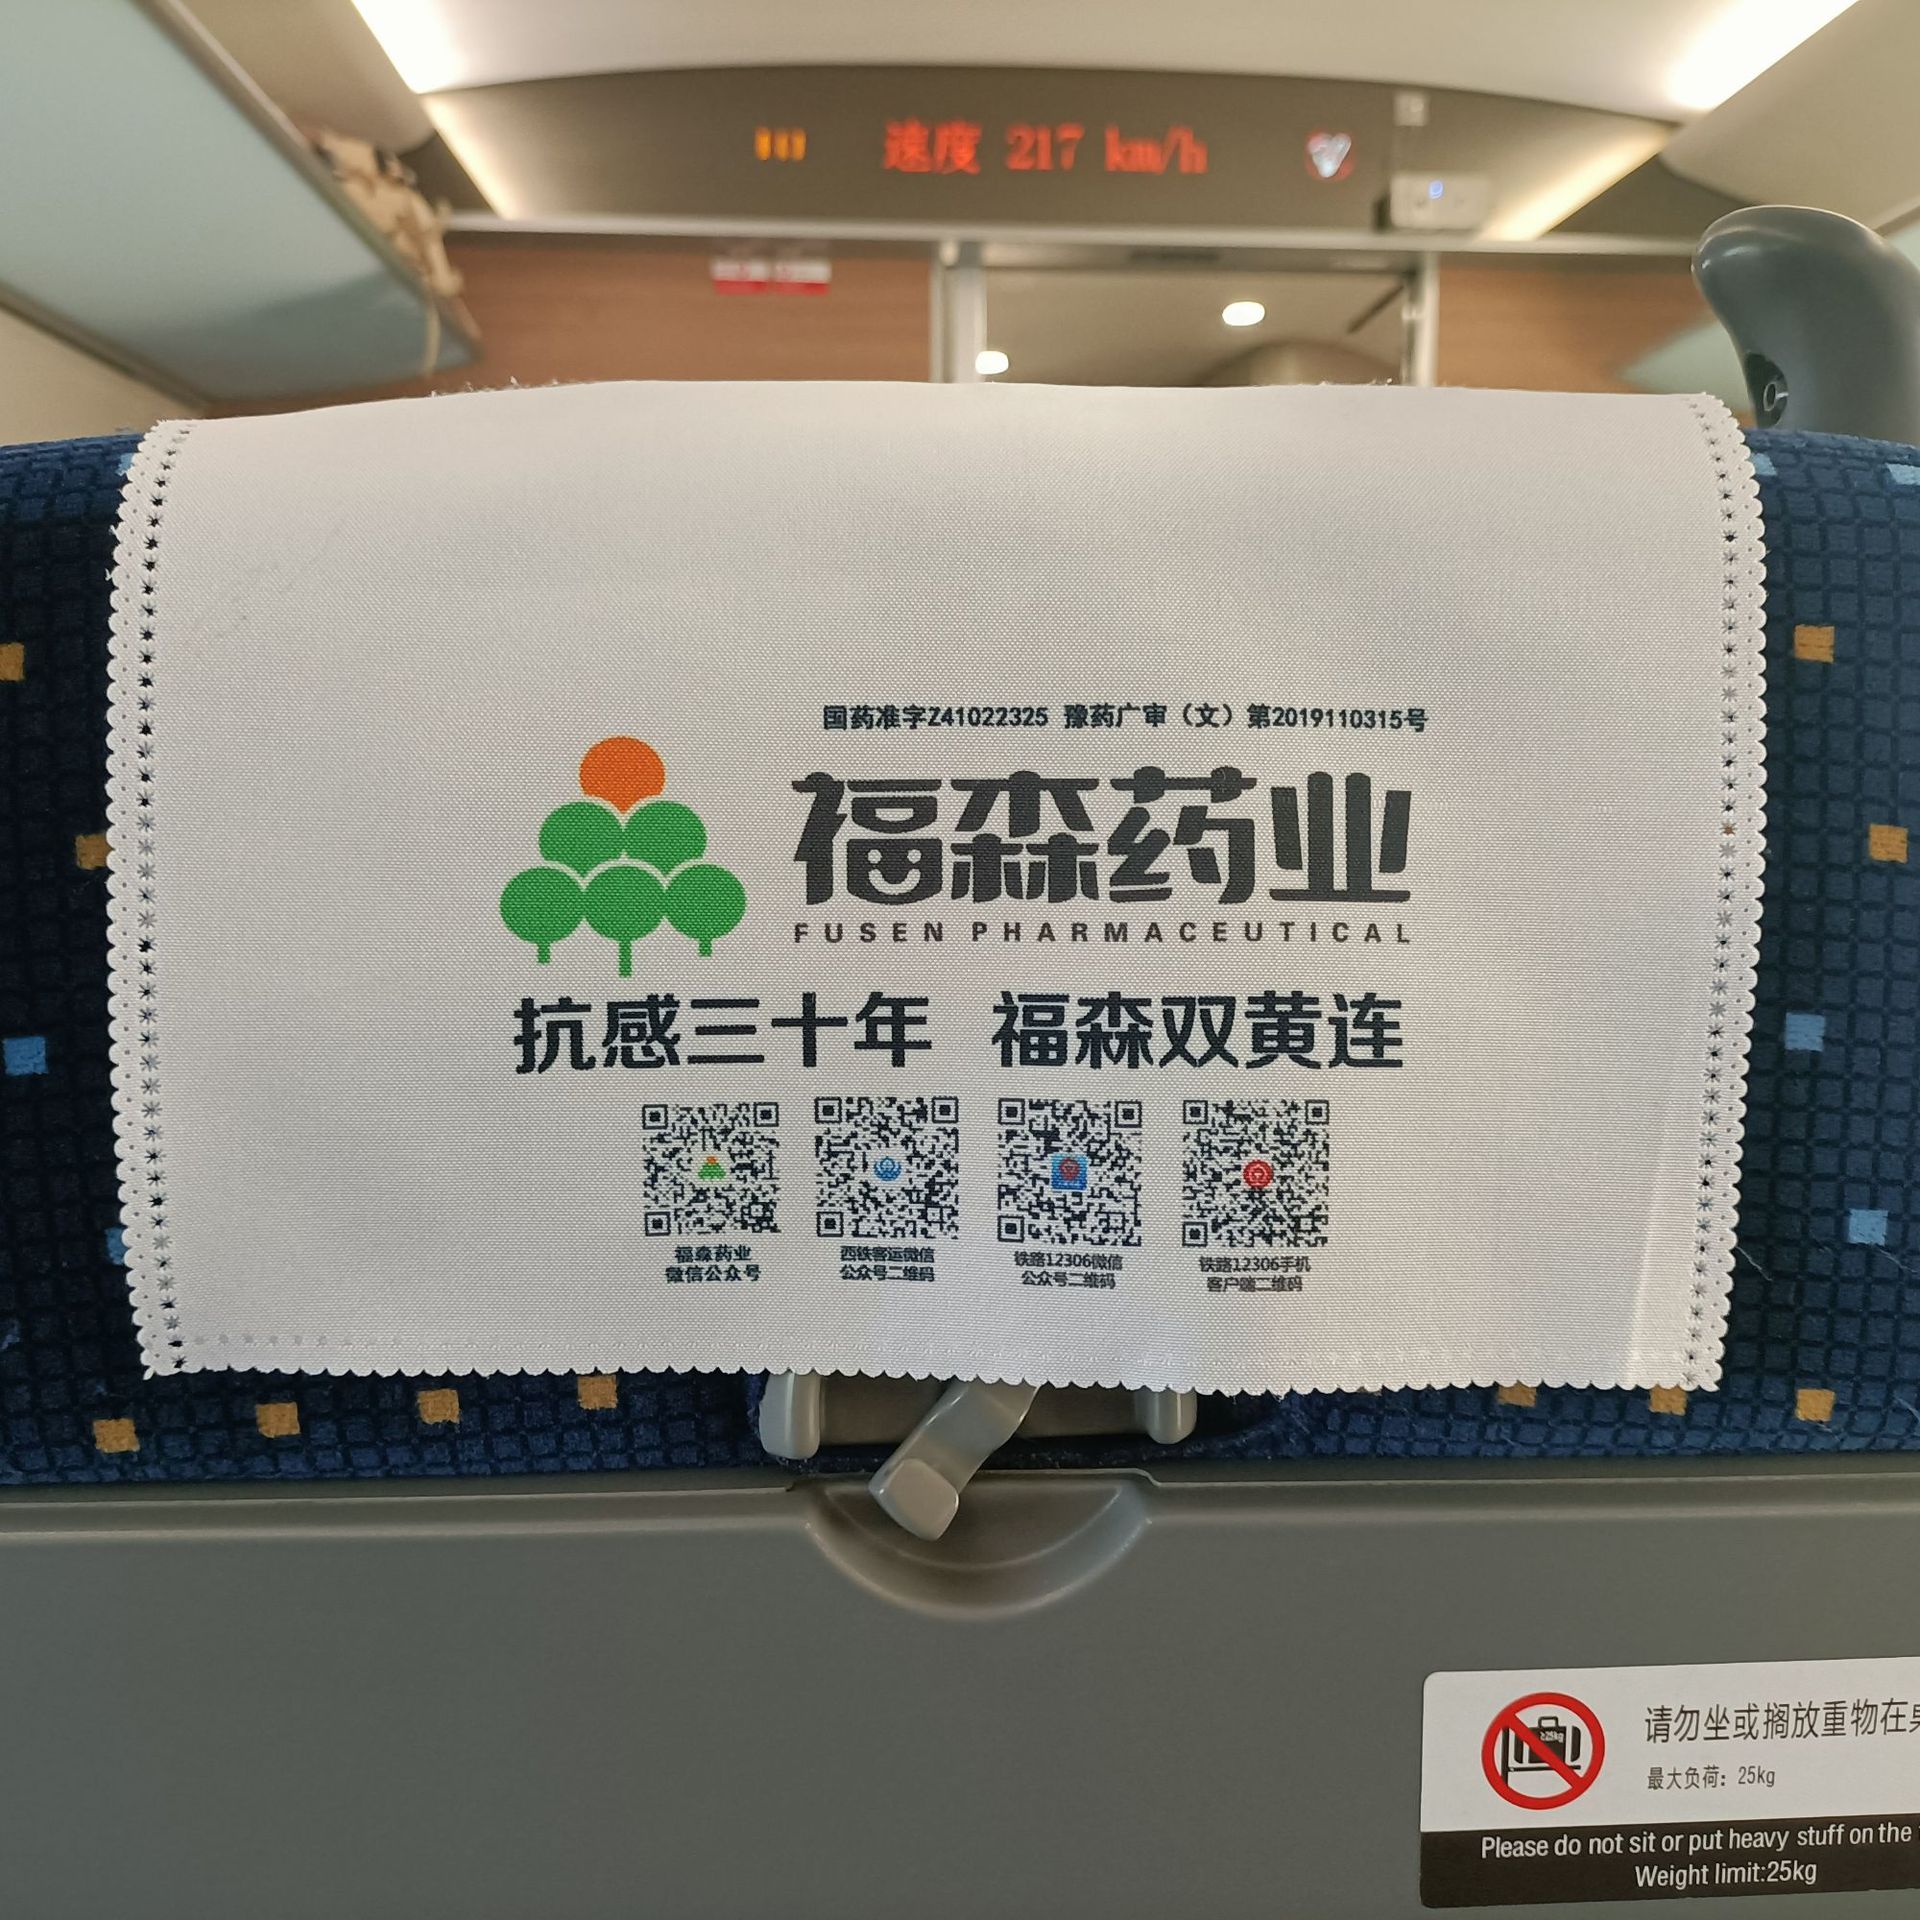 速度 217 km/h
国药准字Z41022325 豫药广审（文）第2019110315号
福森药业
FUSEN PHARMACEUTICAL
抗感三十年 福森双黄连
福森药业
微信公众号
西铁客运微信
公众号二维码
铁路12306微信
公众号二维码
铁路12306手机
客户端二维码
请勿坐或搁放重物在
最大负荷：25kg
Please do not sit or put heavy stuff on the
Weight limit:25kg